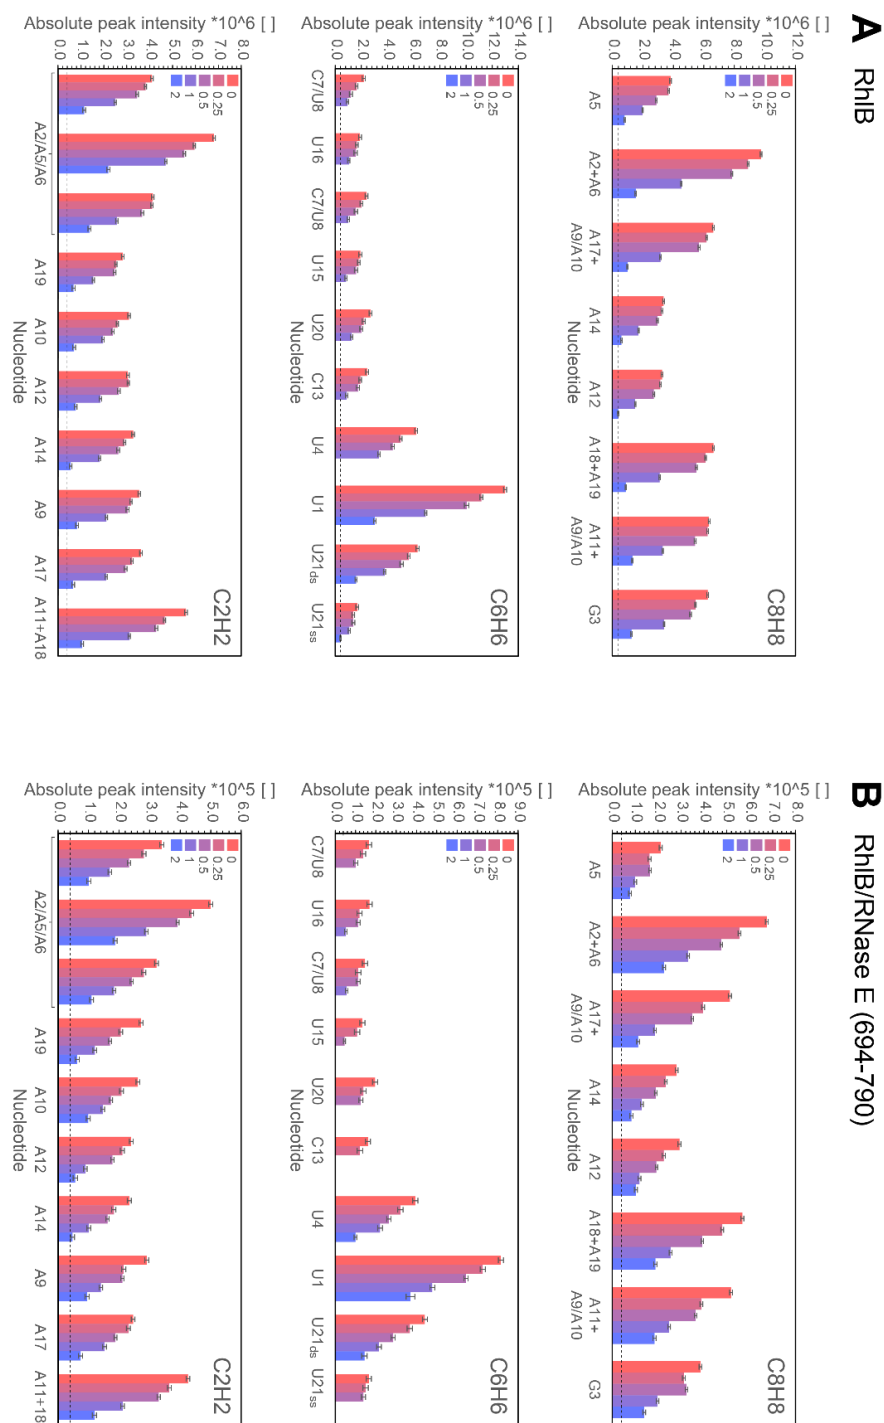 A RhlB
Absolute peak intensity *10^6 [ ]
12.0
10.0
8.0
6.0
4.0
2.0
0.0
0
0.25
0.5
1
2
C8H8
A5 A2+A6 A17+ A14 A12 A18+A19 A11+ G3
A9/A10 A9/A10
Nucleotide
Absolute peak intensity *10^6 [ ]
14.0
12.0
10.0
8.0
6.0
4.0
2.0
0.0
0
0.25
0.5
1
2
C6H6
C7/U8 U16 C7/U8 U15 U20 C13 U4 U1 U21ds U21ss
Nucleotide
Absolute peak intensity *10^6 [ ]
8.0
7.0
6.0
5.0
4.0
3.0
2.0
1.0
0.0
0
0.25
0.5
1
2
C2H2
A2/A5/A6 A19 A10 A12 A14 A9 A17 A11+A18
Nucleotide
B RhlB/RNase E (694-790)
Absolute peak intensity *10^5 [ ]
8.0
7.0
6.0
5.0
4.0
3.0
2.0
1.0
0.0
0
0.25
0.5
1
2
C8H8
A5 A2+A6 A17+ A14 A12 A18+A19 A11+ G3
A9/A10 A9/A10
Nucleotide
Absolute peak intensity *10^5 [ ]
9.0
8.0
7.0
6.0
5.0
4.0
3.0
2.0
1.0
0.0
0
0.25
0.5
1
2
C6H6
C7/U8 U16 C7/U8 U15 U20 C13 U4 U1 U21ds U21ss
Nucleotide
Absolute peak intensity *10^5 [ ]
6.0
5.0
4.0
3.0
2.0
1.0
0.0
0
0.25
0.5
1
2
C2H2
A2/A5/A6 A19 A10 A12 A14 A9 A17 A11+18
Nucleotide